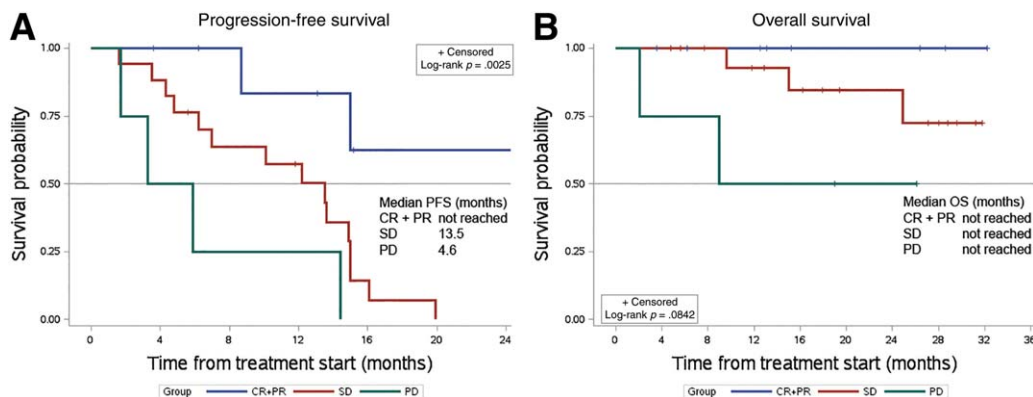 A
Progression-free survival
+ Censored
Log-rank p = .0025
Survival probability
1.00
0.75
0.50
0.25
0.00
Median PFS (months)
CR + PR not reached
SD 13.5
PD 4.6
0 4 8 12 16 20 24
Time from treatment start (months)
Group CR+PR SD PD
B
Overall survival
Survival probability
1.00
0.75
0.50
0.25
0.00
Median OS (months)
CR + PR not reached
SD not reached
PD not reached
+ Censored
Log-rank p = .0842
0 4 8 12 16 20 24 28 32 36
Time from treatment start (months)
Group CR+PR SD PD